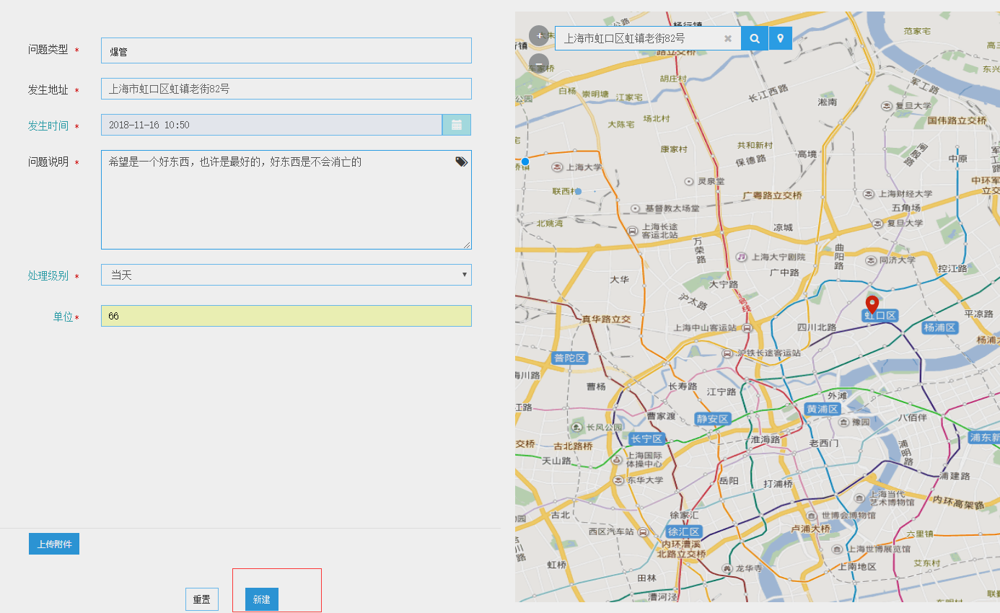 问题类型 *
爆管
发生地址 *
上海市虹口区虹镇老街82号
发生时间 *
2018-11-16 10:50
问题说明 *
希望是一个好东西，也许是最好的，好东西是不会消亡的
处理级别 *
当天
单位*
66
上传附件
重置
新建
上海市虹口区虹镇老街82号
杨行镇
范家宅
胡庄村
白杨
崇明塘
江家宅
长江西路
淞南
军工路
复旦大学
国伟路立交桥
大陈宅
场北村
康家村
共和新村
保德路
高境
闸殷路
中原
上海大学
灵泉堂
中环军工路
立交
联西村
广粤路立交桥
上海财经大学
五角场
基督教太场堂
复旦大学
北姚湾
上海长途
客运北站
凉城
万荣路
上海大宁剧院
曲阳路
同济大学
广中路
控江路
大华
大宁路
沪太路
1号线
虹口区
平凉路
真华路立交
上海中山客运站
四川北路
杨浦区
普陀区
沪铁长途客运站
曹杨
长寿路
江宁路
外滩
曹家渡
静安区
黄浦区
八佰伴
豫园
长风公园
长宁区
淮海路
老西门
古北路桥
天山路
上海国际
体操中心
浦明路
东华大学
岳阳
打浦桥
浦建路
上海当代
艺术博物馆
内环高架路
古北
徐家汇
世博会博物馆
西区汽车站
徐汇区
卢浦大桥
六里镇
内环漕溪
北路立交桥
上海世博展览馆
虹桥
龙华寺
上南地区
艾东村
田林
漕河泾